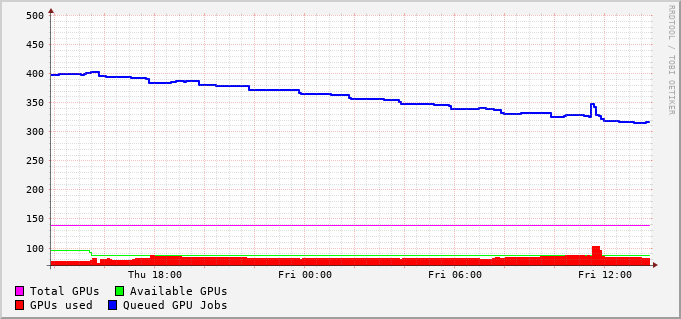 500
450
400
350
300
250
200
150
100
Thu 18:00 Fri 00:00 Fri 06:00 Fri 12:00
Total GPUs Available GPUs
GPUs used Queued GPU Jobs
RRDTOOL / TOBI OETIKER